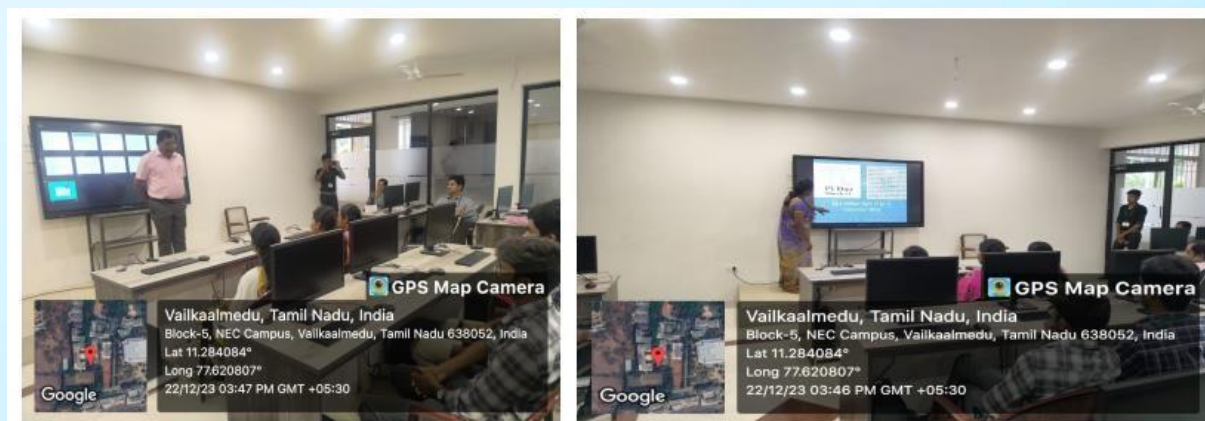 GPS Map Camera
Vailkaalmedu, Tamil Nadu, India
Block-5, NEC Campus, Vailkaalmedu, Tamil Nadu 638052, India
Lat 11.284084°
Long 77.620807°
22/12/23 03:47 PM GMT +05:30
Google
GPS Map Camera
Vailkaalmedu, Tamil Nadu, India
Block-5, NEC Campus, Vailkaalmedu, Tamil Nadu 638052, India
Lat 11.284084°
Long 77.620807°
22/12/23 03:46 PM GMT +05:30
Google